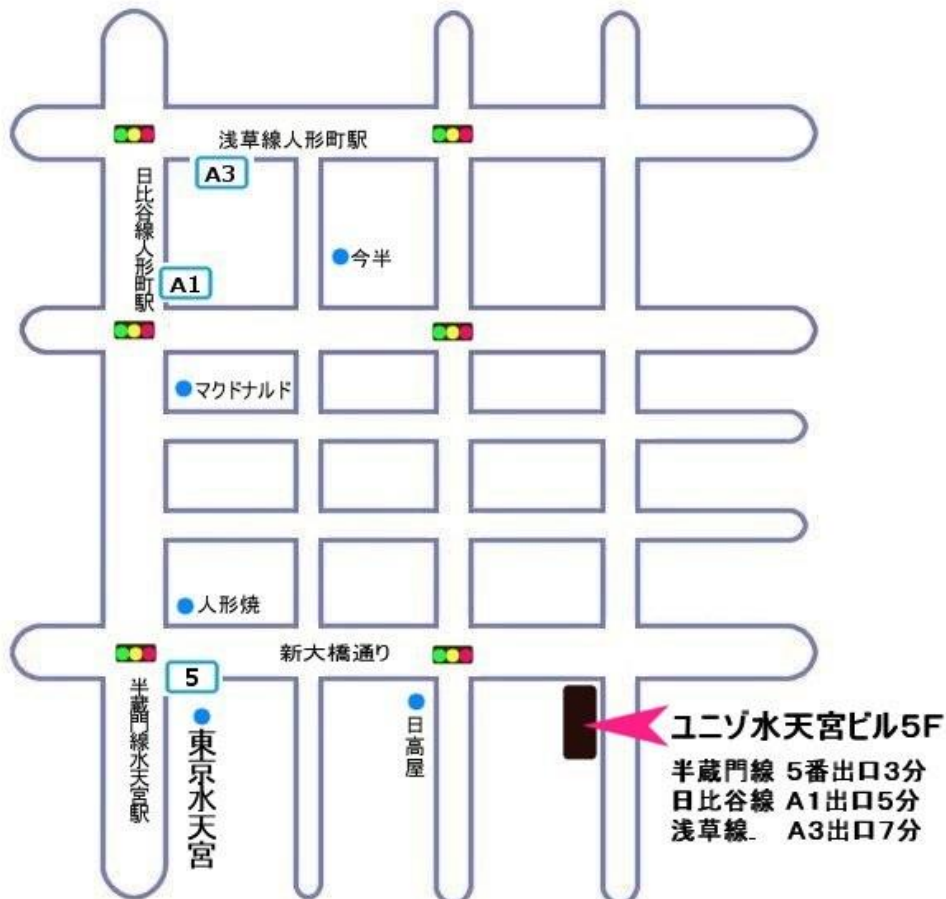 浅草線人形町駅
A3
日比谷線人形町駅
A1
今半
マクドナルド
人形焼
新大橋通り
5
半蔵門線水天宮駅
東京水天宮
日高屋
ユニゾ水天宮ビル5F
半蔵門線 5番出口3分
日比谷線 A1出口5分
浅草線 A3出口7分